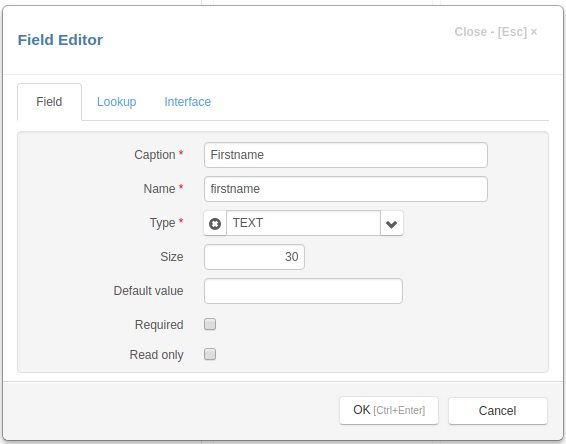 Field Editor
Close - [Esc] ×
Field Lookup Interface
Caption * Firstname
Name * firstname
Type * TEXT
Size 30
Default value
Required
Read only
OK [Ctrl+Enter] Cancel